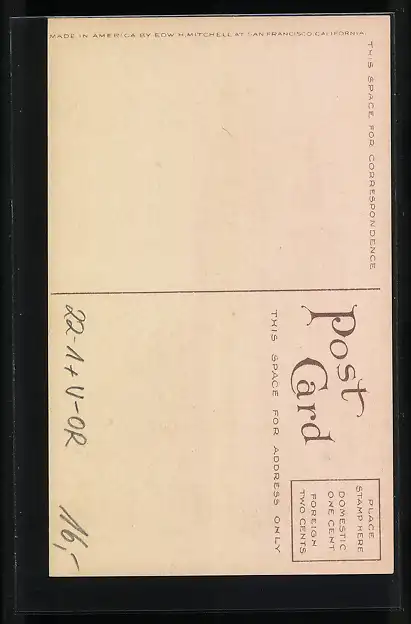 MADE IN AMERICA BY EDW. H. MITCHELL AT SAN FRANCISCO, CALIFORNIA.
THIS SPACE FOR CORRESPONDENCE
Post
Card
THIS SPACE FOR ADDRESS ONLY
PLACE
STAMP HERE
DOMESTIC
ONE CENT
FOREIGN
TWO CENTS
22-1+U-OR
16,-